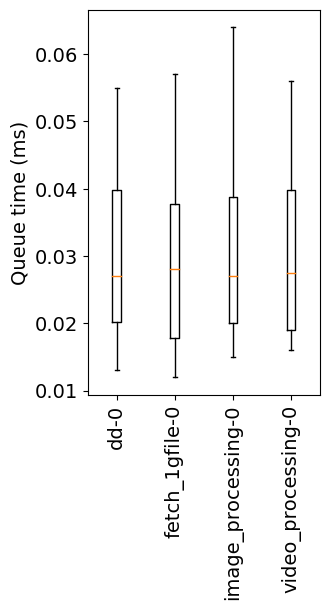 Queue time (ms)
0.06
0.05
0.04
0.03
0.02
0.01
dd-0
fetch_1gfile-0
image_processing-0
video_processing-0